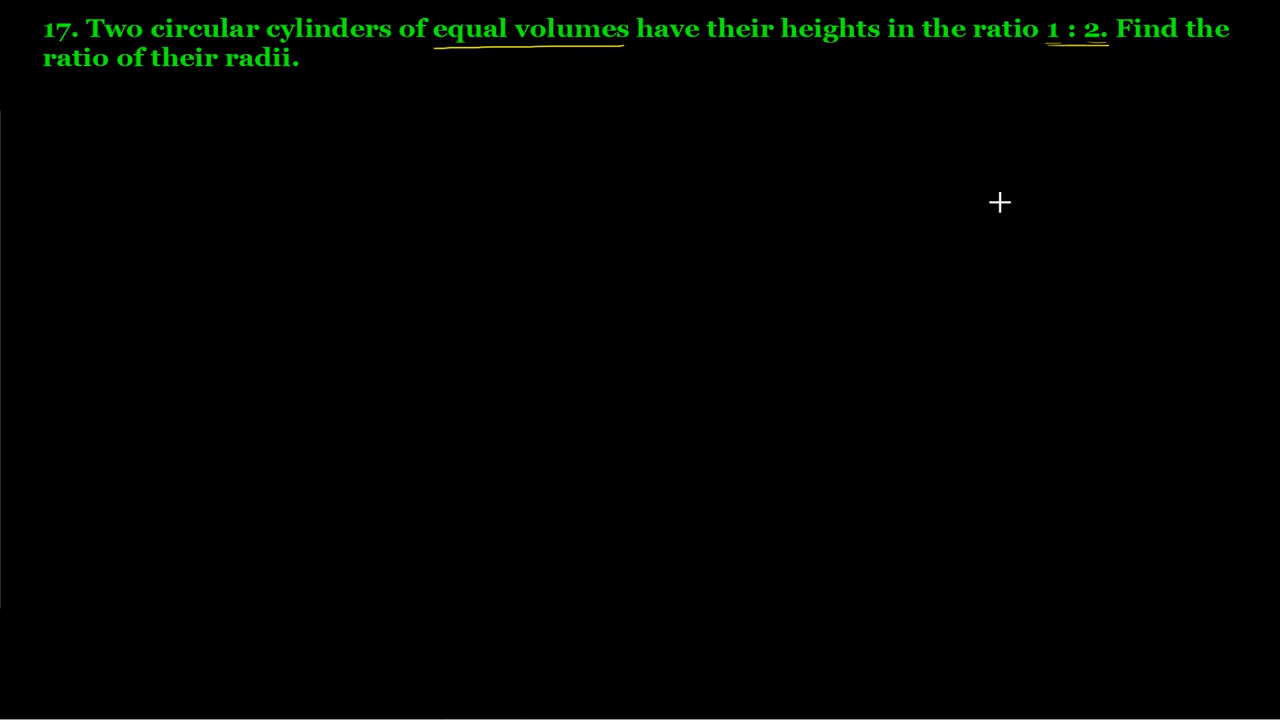 17. Two circular cylinders of equal volumes have their heights in the ratio 1 : 2. Find the
ratio of their radii.